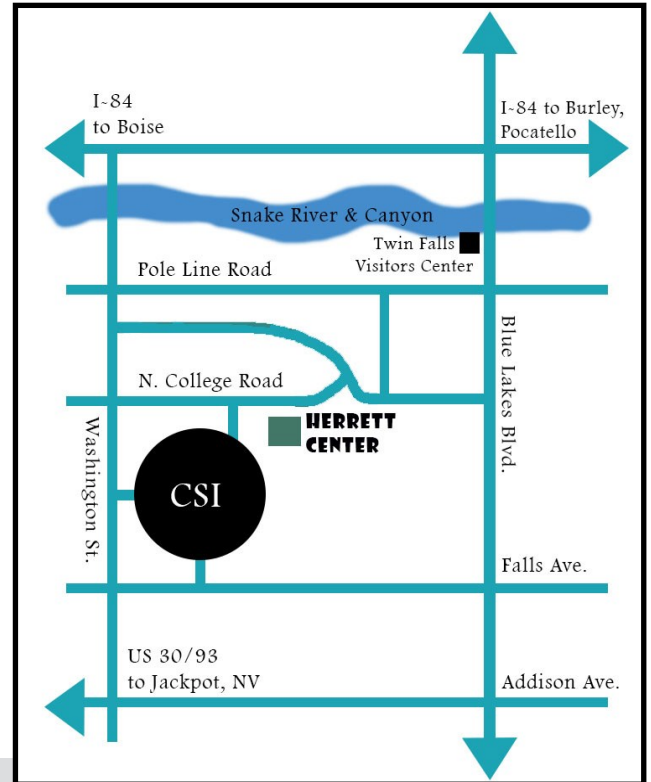 I-84
to Boise
I-84 to Burley,
Pocatello
Snake River & Canyon
Twin Falls
Visitors Center
Pole Line Road
Blue Lakes Blvd.
N. College Road
HERRETT
CENTER
Washington St.
CSI
Falls Ave.
US 30/93
to Jackpot, NV
Addison Ave.